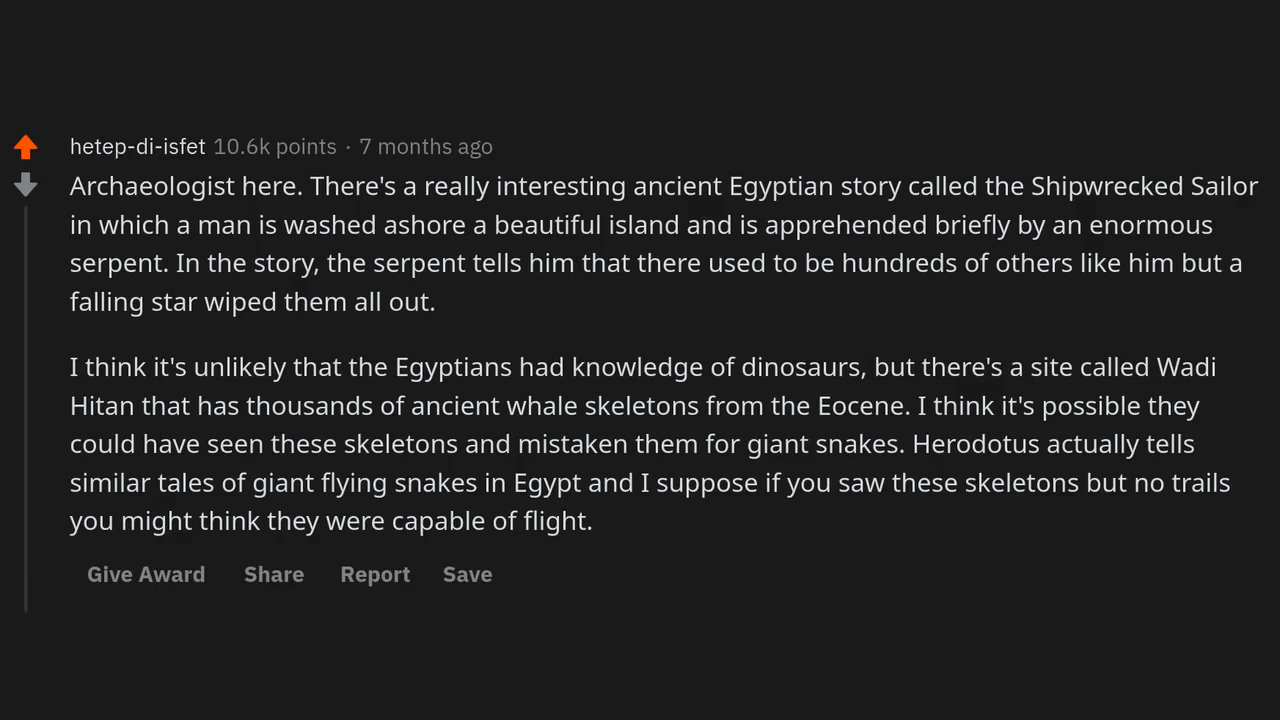 hetep-di-isfet 10.6k points · 7 months ago
Archaeologist here. There's a really interesting ancient Egyptian story called the Shipwrecked Sailor
in which a man is washed ashore a beautiful island and is apprehended briefly by an enormous
serpent. In the story, the serpent tells him that there used to be hundreds of others like him but a
falling star wiped them all out.
I think it's unlikely that the Egyptians had knowledge of dinosaurs, but there's a site called Wadi
Hitan that has thousands of ancient whale skeletons from the Eocene. I think it's possible they
could have seen these skeletons and mistaken them for giant snakes. Herodotus actually tells
similar tales of giant flying snakes in Egypt and I suppose if you saw these skeletons but no trails
you might think they were capable of flight.
Give Award Share Report Save